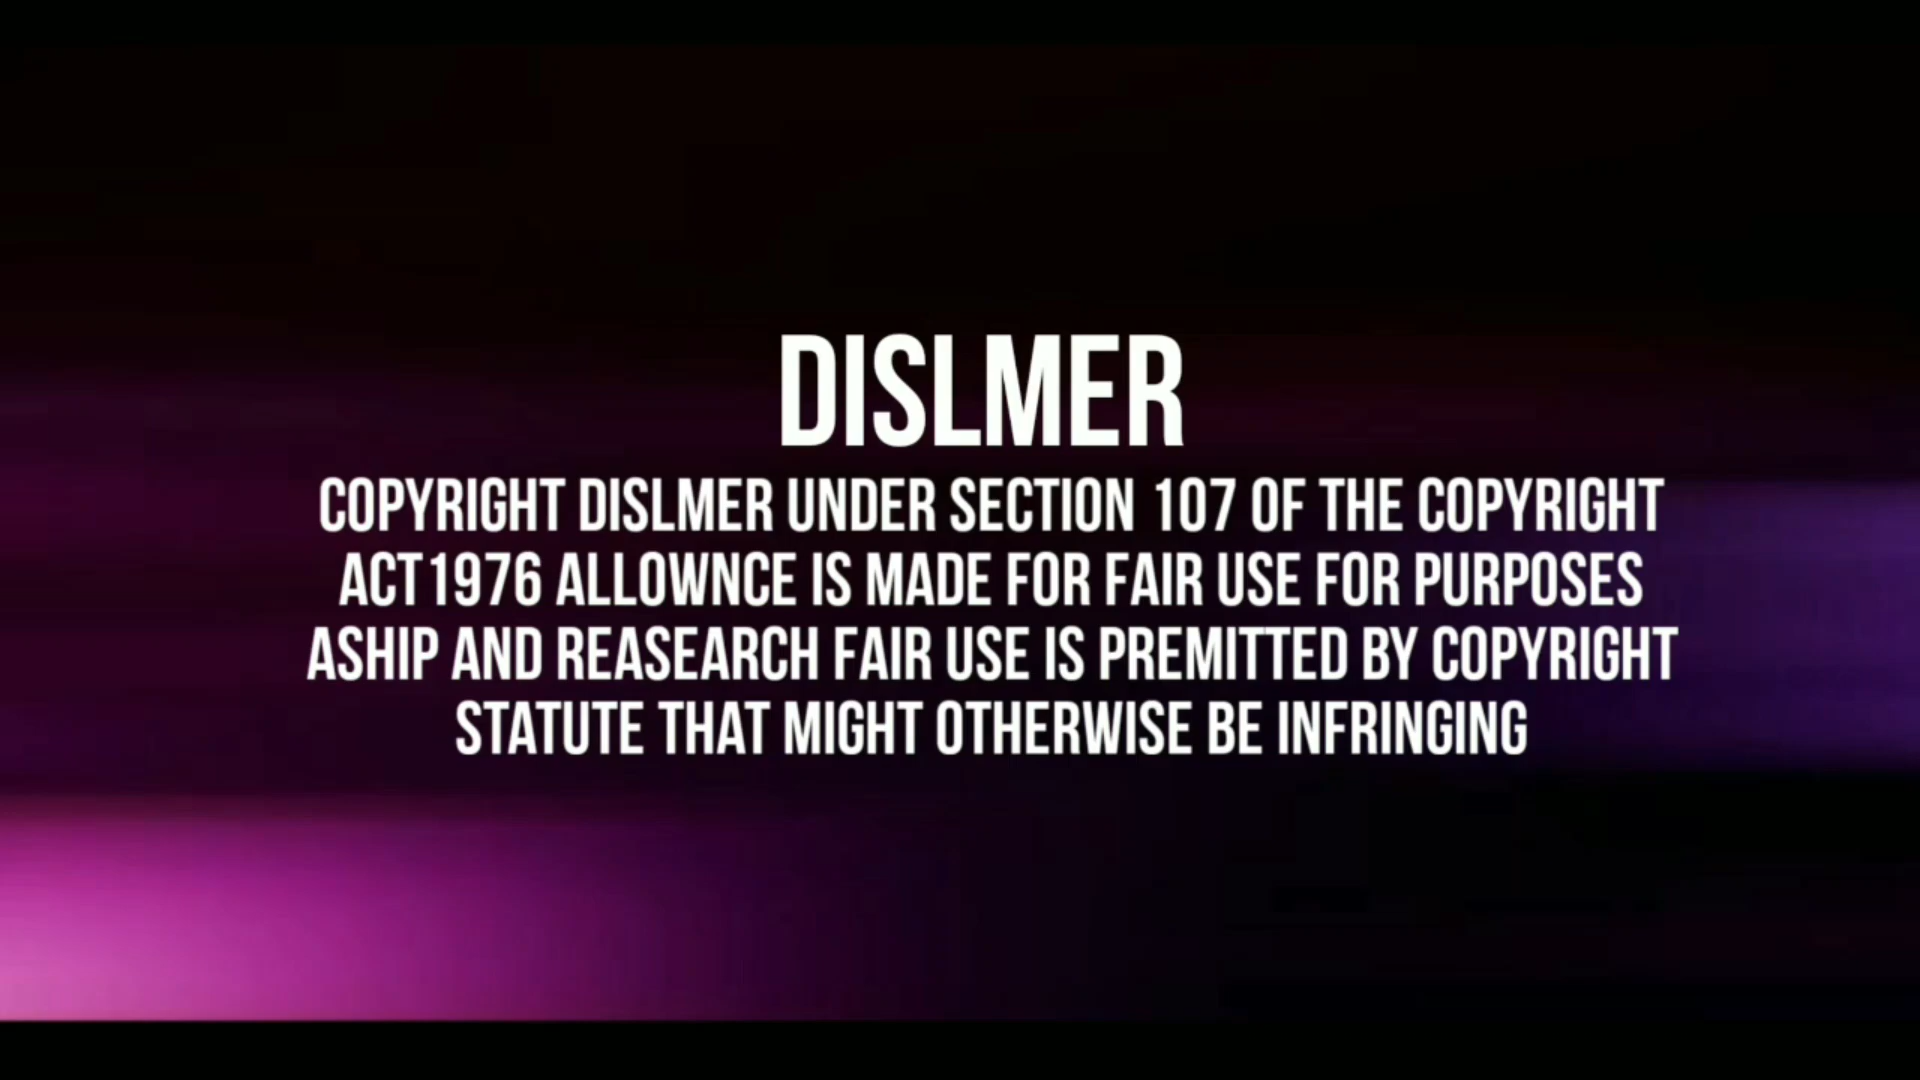 DISLMER
COPYRIGHT DISLMER UNDER SECTION 107 OF THE COPYRIGHT
ACT1976 ALLOWNCE IS MADE FOR FAIR USE FOR PURPOSES
ASHIP AND REASEARCH FAIR USE IS PREMITTED BY COPYRIGHT
STATUTE THAT MIGHT OTHERWISE BE INFRINGING